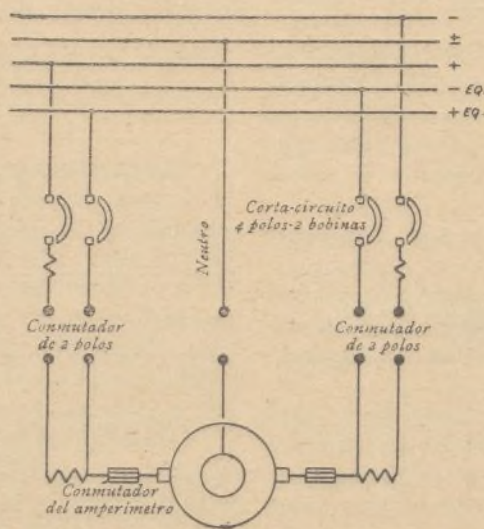 -
±
+
- EQ.
+ EQ.
Corta-circuito
4 polos-2 bobinas
Neutro
Conmutador
de 2 polos
Conmutador
de 2 polos
Conmutador
del amperímetro